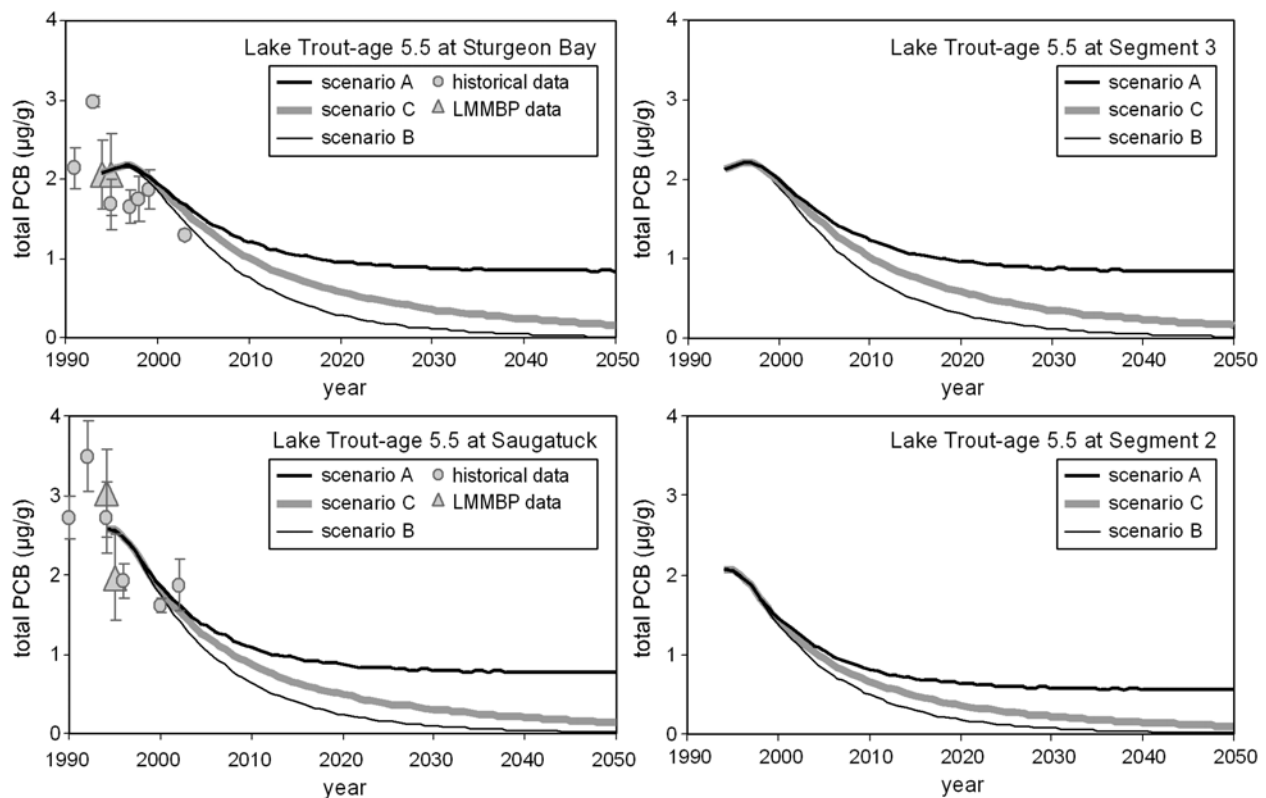 Lake Trout-age 5.5 at Sturgeon Bay
scenario A
historical data
scenario C
LMMBP data
scenario B
total PCB (µg/g)
4
3
2
1
0
1990 2000 2010 2020 2030 2040 2050
year
Lake Trout-age 5.5 at Segment 3
scenario A
scenario C
scenario B
total PCB (µg/g)
4
3
2
1
0
1990 2000 2010 2020 2030 2040 2050
year
Lake Trout-age 5.5 at Saugatuck
scenario A
historical data
scenario C
LMMBP data
scenario B
total PCB (µg/g)
4
3
2
1
0
1990 2000 2010 2020 2030 2040 2050
year
Lake Trout-age 5.5 at Segment 2
scenario A
scenario C
scenario B
total PCB (µg/g)
4
3
2
1
0
1990 2000 2010 2020 2030 2040 2050
year